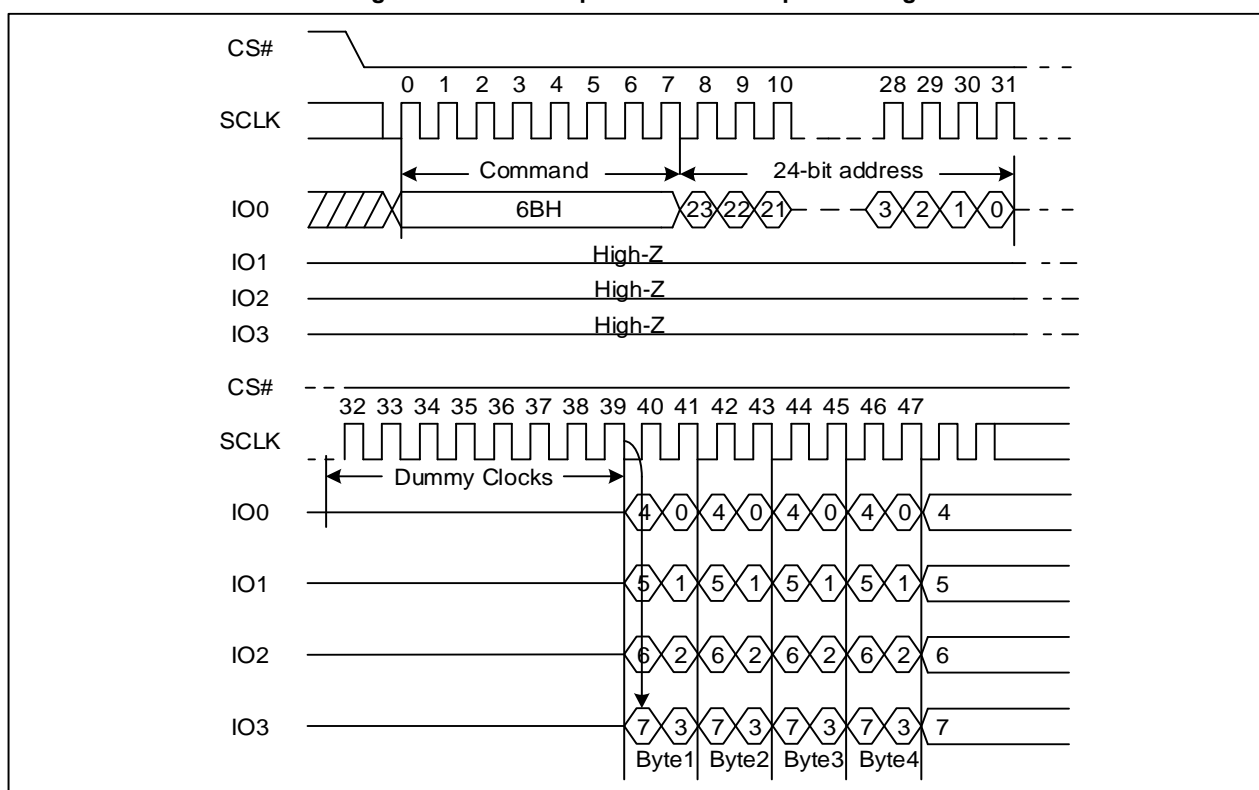 CS#
0 1 2 3 4 5 6 7 8 9 10 28 29 30 31
SCLK
Command 24-bit address
IO0 6BH 23 22 21 3 2 1 0
IO1 High-Z
IO2 High-Z
IO3 High-Z
CS#
32 33 34 35 36 37 38 39 40 41 42 43 44 45 46 47
SCLK
Dummy Clocks
IO0 4 0 4 0 4 0 4 0 4
IO1 5 1 5 1 5 1 5 1 5
IO2 6 2 6 2 6 2 6 2 6
IO3 7 3 7 3 7 3 7 3 7
Byte1 Byte2 Byte3 Byte4